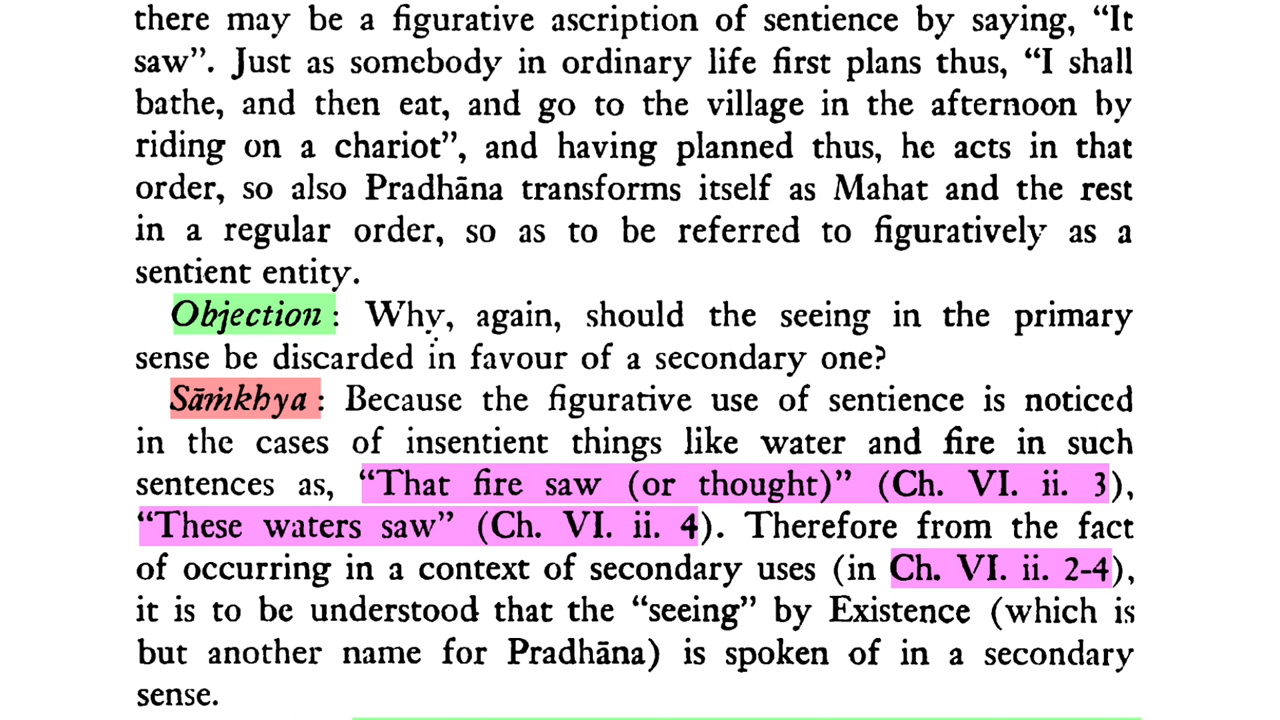 there may be a figurative ascription of sentience by saying, “It
saw”. Just as somebody in ordinary life first plans thus, “I shall
bathe, and then eat, and go to the village in the afternoon by
riding on a chariot”, and having planned thus, he acts in that
order, so also Pradhāna transforms itself as Mahat and the rest
in a regular order, so as to be referred to figuratively as a
sentient entity.
Objection: Why, again, should the seeing in the primary
sense be discarded in favour of a secondary one?
Sāṁkhya: Because the figurative use of sentience is noticed
in the cases of insentient things like water and fire in such
sentences as, “That fire saw (or thought)” (Ch. VI. ii. 3),
“These waters saw” (Ch. VI. ii. 4). Therefore from the fact
of occurring in a context of secondary uses (in Ch. VI. ii. 2-4),
it is to be understood that the “seeing” by Existence (which is
but another name for Pradhāna) is spoken of in a secondary
sense.